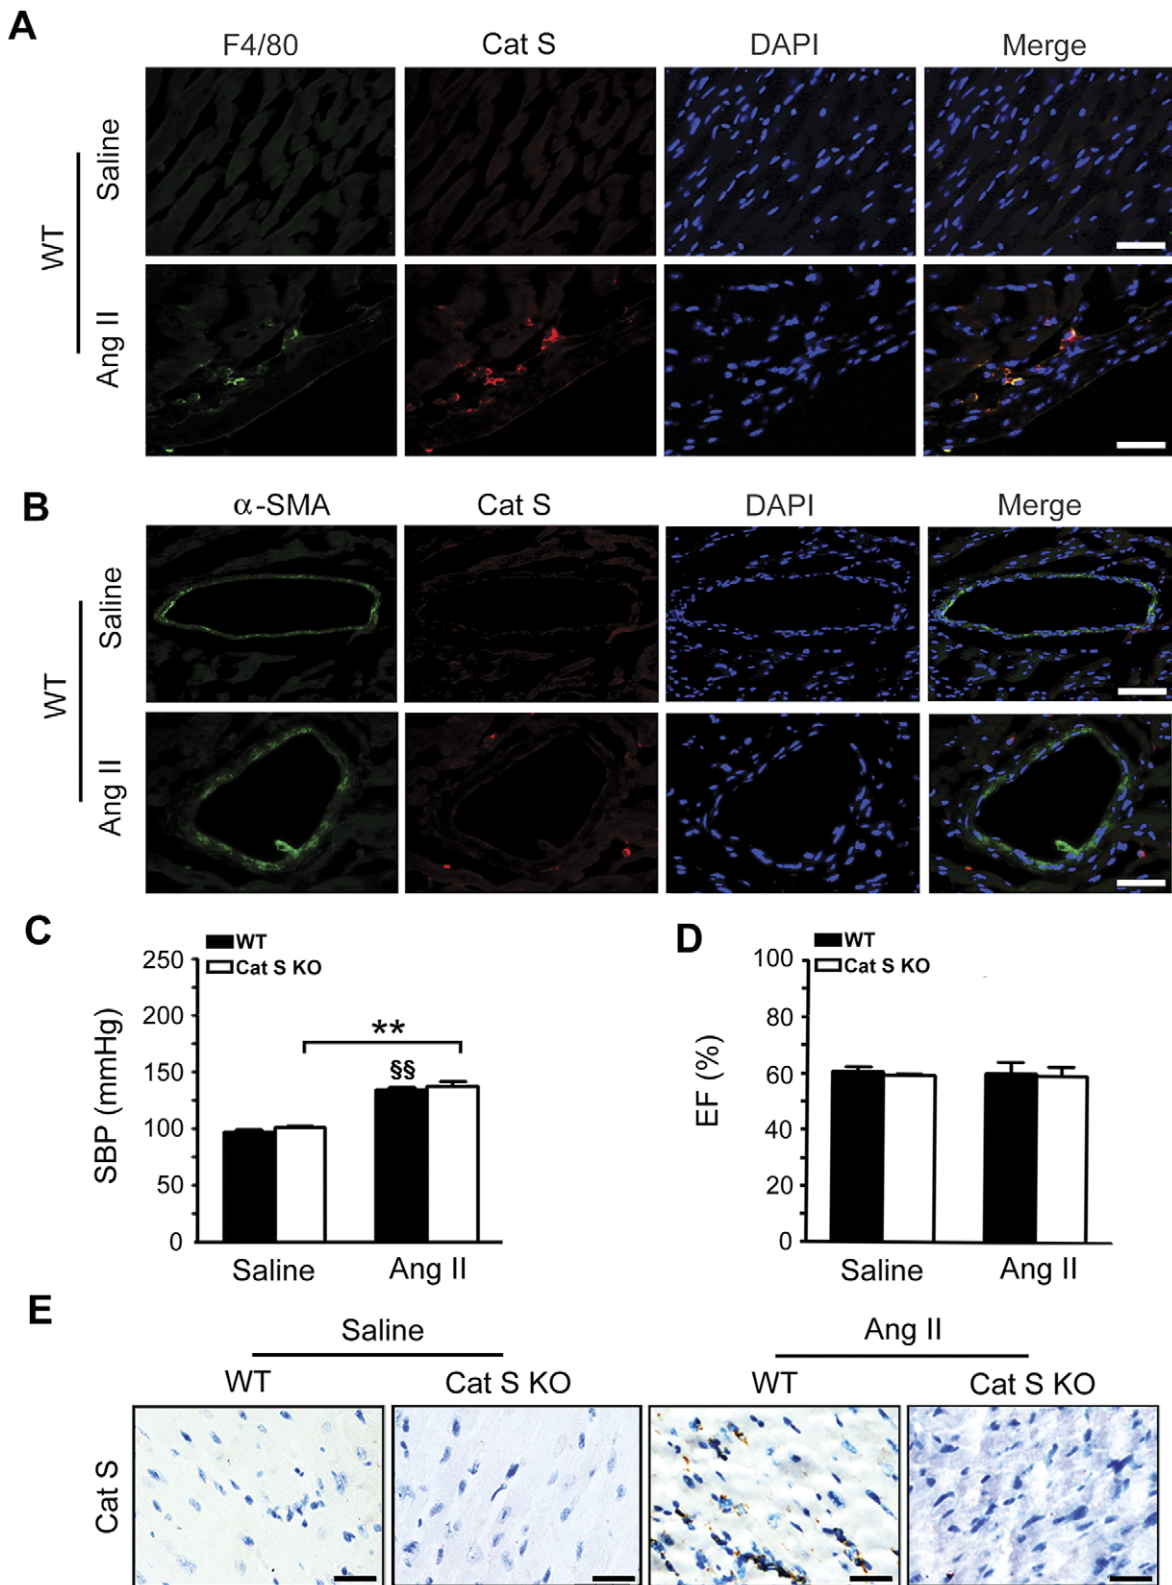 A
F4/80 Cat S DAPI Merge
WT
Saline
Ang II
B
α-SMA Cat S DAPI Merge
WT
Saline
Ang II
C
WT
Cat S KO
SBP (mmHg)
250
200
150
100
50
0
**
§§
Saline Ang II
D
WT
Cat S KO
EF (%)
100
80
60
40
20
0
Saline Ang II
E
Saline Ang II
WT Cat S KO WT Cat S KO
Cat S